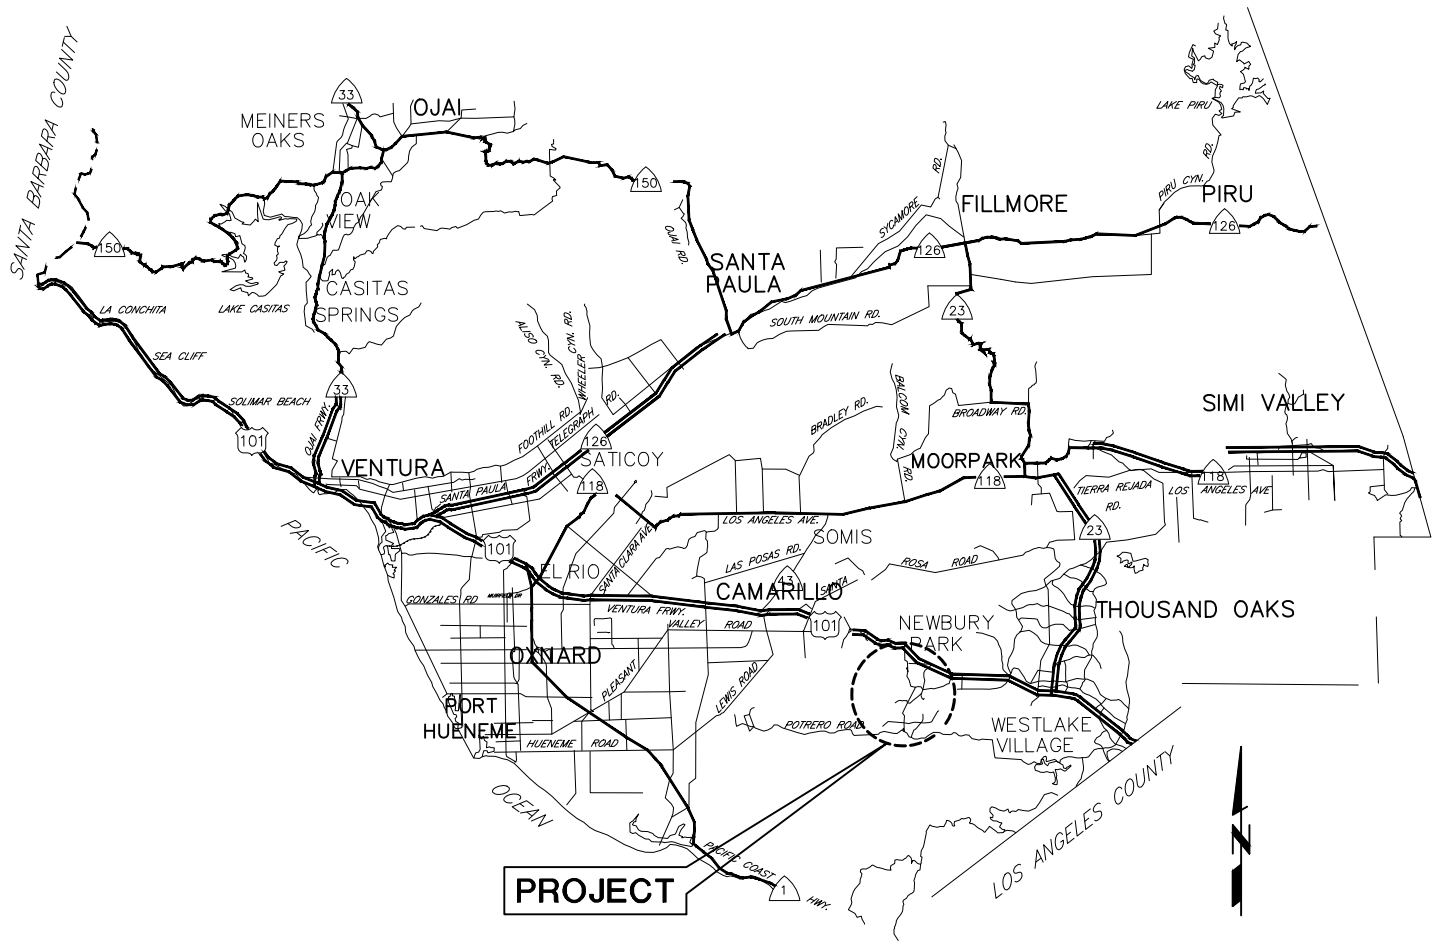 SANTA BARBARA COUNTY
33
OJAI
MEINERS
OAKS
LAKE PIRU
RD.
PIRU CYN.
PIRU
126
RD.
SYCAMORE
FILLMORE
126
150
150
OAK
VIEW
OJAI RD.
SANTA
PAULA
CASITAS
SPRINGS
LAKE CASITAS
LA CONCHITA
SEA CLIFF
SOLIMAR BEACH
SOUTH MOUNTAIN RD.
23
ALISO CYN. RD.
WHEELER CYN. RD.
33
OJAI FRWY.
101
FOOTHILL RD.
TELEGRAPH
RD.
126
BRADLEY RD.
BALCOM CYN.
RD.
BROADWAY RD.
SIMI VALLEY
VENTURA
SATICOY
MOORPARK
118
118
118
SANTA PAULA
FRWY.
TIERRA REJADA
RD.
LOS ANGELES AVE
LOS ANGELES AVE.
23
PACIFIC
101
SANTA CLARA AVE.
SOMIS
LAS POSAS RD.
EL RIO
43
SANTA
ROSA
ROAD
CAMARILLO
GONZALES RD
VENTURA FRWY.
101
VALLEY
ROAD
NEWBURY
PARK
THOUSAND OAKS
OXNARD
PLEASANT
LEWIS ROAD
PORT
HUENEME
HUENEME
ROAD
POTRERO ROAD
WESTLAKE
VILLAGE
OCEAN
LOS ANGELES COUNTY
PACIFIC COAST
HWY.
1
PROJECT
N